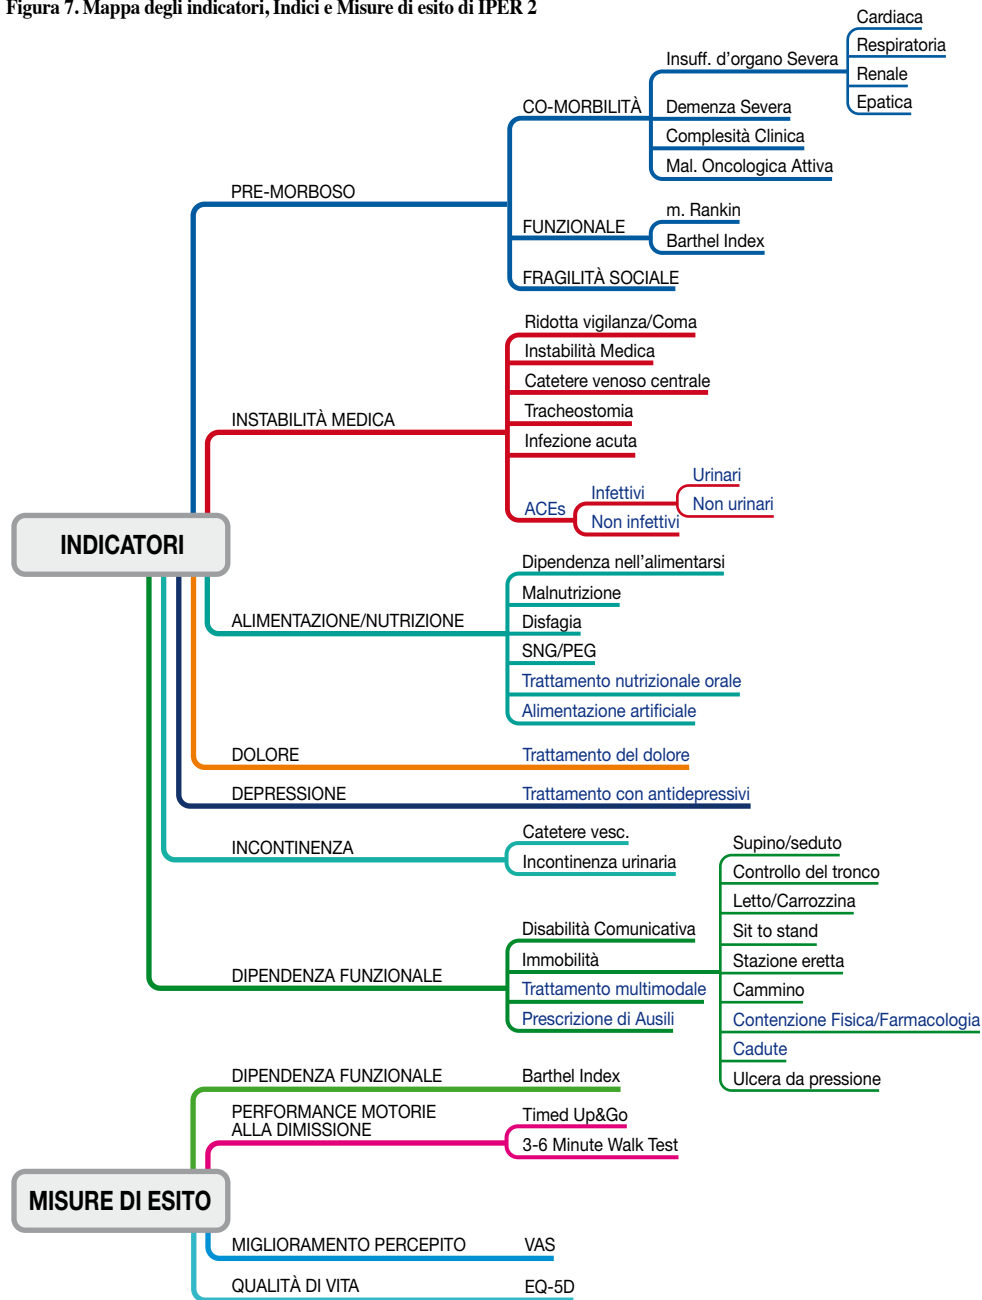 Figura 7. Mappa degli indicatori, Indici e Misure di esito di IPER 2
INDICATORI
PRE-MORBOSO
CO-MORBILITÀ
Insuff. d'organo Severa
Cardiaca
Respiratoria
Renale
Epatica
Demenza Severa
Complesità Clinica
Mal. Oncologica Attiva
FUNZIONALE
m. Rankin
Barthel Index
FRAGILITÀ SOCIALE
INSTABILITÀ MEDICA
Ridotta vigilanza/Coma
Instabilità Medica
Catetere venoso centrale
Tracheostomia
Infezione acuta
ACEs
Infettivi
Urinari
Non urinari
Non infettivi
ALIMENTAZIONE/NUTRIZIONE
Dipendenza nell'alimentarsi
Malnutrizione
Disfagia
SNG/PEG
Trattamento nutrizionale orale
Alimentazione artificiale
DOLORE
Trattamento del dolore
DEPRESSIONE
Trattamento con antidepressivi
INCONTINENZA
Catetere vesc.
Incontinenza urinaria
DIPENDENZA FUNZIONALE
Disabilità Comunicativa
Immobilità
Supino/seduto
Controllo del tronco
Letto/Carrozzina
Sit to stand
Stazione eretta
Cammino
Contenzione Fisica/Farmacologia
Cadute
Ulcera da pressione
Trattamento multimodale
Prescrizione di Ausili
MISURE DI ESITO
DIPENDENZA FUNZIONALE
Barthel Index
PERFORMANCE MOTORIE
ALLA DIMISSIONE
Timed Up&Go
3-6 Minute Walk Test
MIGLIORAMENTO PERCEPITO
VAS
QUALITÀ DI VITA
EQ-5D